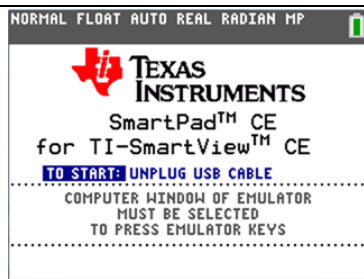 NORMAL FLOAT AUTO REAL RADIAN MP
TEXAS
INSTRUMENTS
SmartPad™ CE
for TI-SmartView™ CE
TO START: UNPLUG USB CABLE
COMPUTER WINDOW OF EMULATOR
MUST BE SELECTED
TO PRESS EMULATOR KEYS